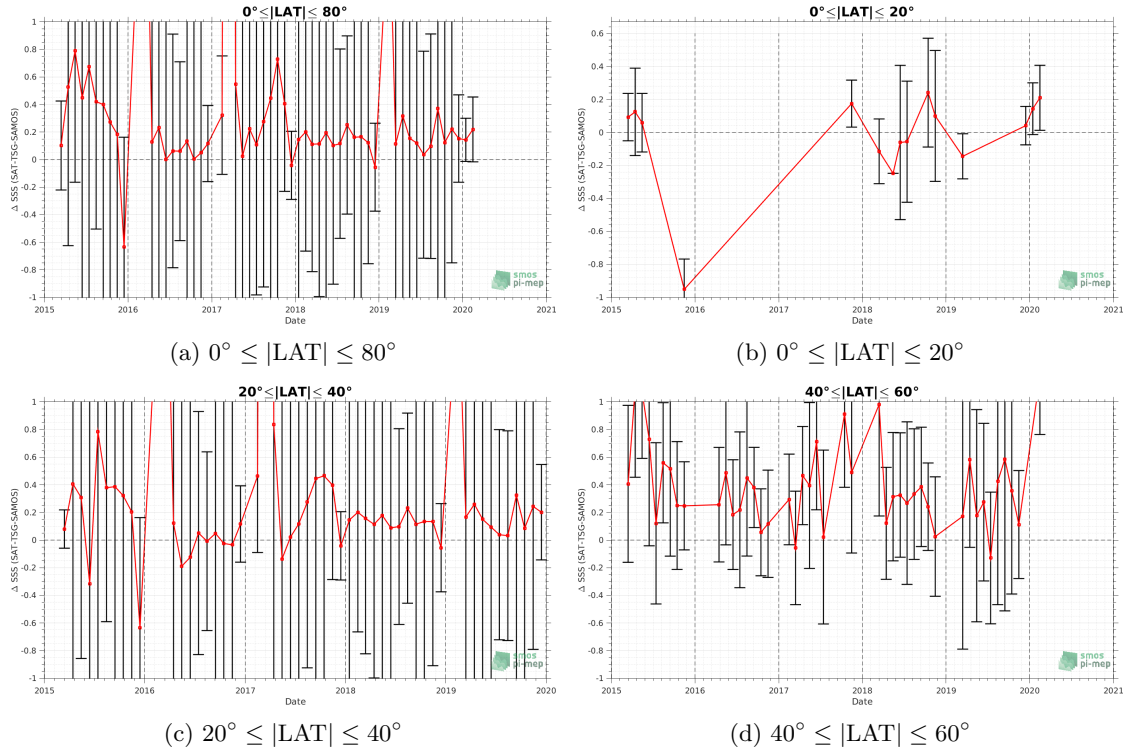 0°≤|LAT|≤ 80°
Δ SSS (SAT-TSG-SAMOS)
1
0.8
0.6
0.4
0.2
0
-0.2
-0.4
-0.6
-0.8
-1
2015 2016 2017 2018 2019 2020 2021
Date
smos
pi-mep
(a) 0° ≤ |LAT| ≤ 80°
0°≤|LAT|≤ 20°
Δ SSS (SAT-TSG-SAMOS)
0.6
0.4
0.2
0
-0.2
-0.4
-0.6
-0.8
-1
2015 2016 2017 2018 2019 2020 2021
Date
smos
pi-mep
(b) 0° ≤ |LAT| ≤ 20°
20°≤|LAT|≤ 40°
Δ SSS (SAT-TSG-SAMOS)
1
0.8
0.6
0.4
0.2
0
-0.2
-0.4
-0.6
-0.8
-1
2015 2016 2017 2018 2019 2020
Date
smos
pi-mep
(c) 20° ≤ |LAT| ≤ 40°
40°≤|LAT|≤ 60°
Δ SSS (SAT-TSG-SAMOS)
1
0.8
0.6
0.4
0.2
0
-0.2
-0.4
-0.6
-0.8
-1
2015 2016 2017 2018 2019 2020 2021
Date
smos
pi-mep
(d) 40° ≤ |LAT| ≤ 60°